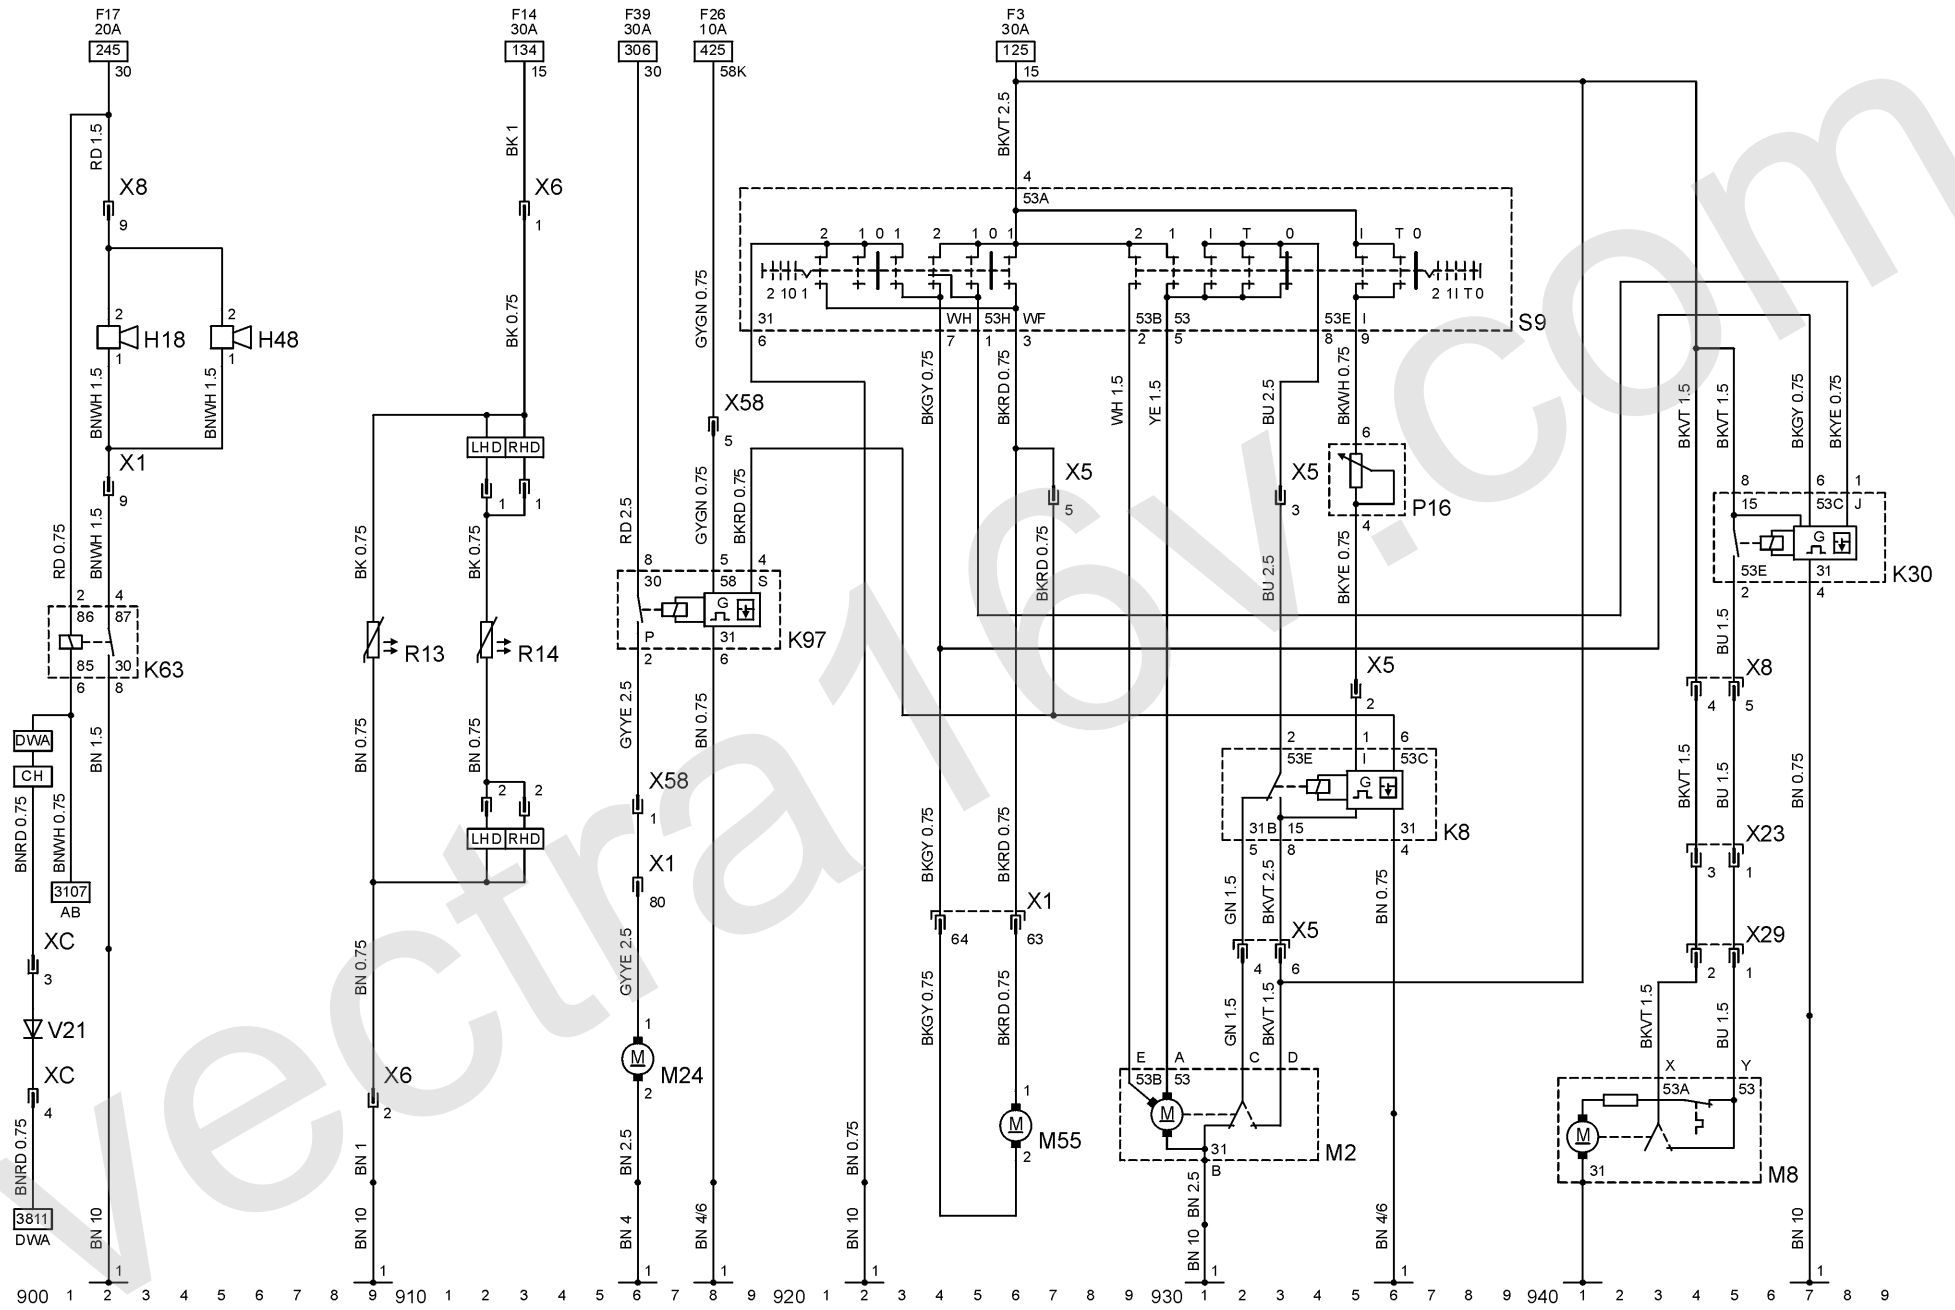 F17 F14 F39 F26 F3
20A 30A 30A 10A 30A
245 134 306 425 125
30 15 30 58K 15
RD 1.5
BK 1
BKVT 2.5
X8
9
X6
1
4
53A
2 1 0 1 2 1 0 1 2 1 I T 0 I T 0
2 10 1
2 1I T 0
31 WH 53H WF 53B 53 53E I
S9
6 7 1 3 2 5 8 9
GYGN 0.75
BK 0.75
2
H18
1
2
H48
1
BNWH 1.5
BNWH 1.5
BKGY 0.75
BKRD 0.75
WH 1.5
YE 1.5
BU 2.5
BKWH 0.75
BKVT 1.5
BKVT 1.5
BKGY 0.75
BKYE 0.75
X58
5
LHD RHD
1 1
X1
9
X5
5
X5
3
6
P16
4
8 6 1
15 53C J
G
53E 31
K30
2 4
RD 0.75
BNWH 1.5
BK 0.75
BK 0.75
RD 2.5
GYGN 0.75
BKRD 0.75
BKRD 0.75
BU 2.5
BKYE 0.75
BU 1.5
8 5 4
30 58 S
G
P 31
K97
2 6
2 4
86 87
85 30
K63
6 8
R13
R14
X5
2
X8
4 5
DWA
CH
BNRD 0.75
BNWH 0.75
BN 1.5
BN 0.75
BN 0.75
GYYE 2.5
BN 0.75
BKVT 1.5
BU 1.5
BN 0.75
2 1 6
53E I 53C
G
31B 15 31
K8
5 8 4
X58
1
2 2
LHD RHD
X1
80
3107
AB
BKGY 0.75
BKRD 0.75
GN 1.5
BKVT 2.5
BN 0.75
X23
3 1
X1
64 63
X5
4 6
X29
2 1
XC
3
V21
XC
4
BN 0.75
GYYE 2.5
BKGY 0.75
BKRD 0.75
GN 1.5
BKVT 1.5
BKVT 1.5
BU 1.5
X6
2
1
M
M24
2
1
M
M55
2
E A C D
53B 53
M
31
M2
B
X Y
53A 53
M
31
M8
BNRD 0.75
3811
DWA
BN 10
BN 1
BN 10
BN 2.5
BN 4
BN 4/6
BN 0.75
BN 10
BN 2.5
BN 10
BN 4/6
BN 10
1 1 1 1 1 1 1 1
900 1 2 3 4 5 6 7 8 9 910 1 2 3 4 5 6 7 8 9 920 1 2 3 4 5 6 7 8 9 930 1 2 3 4 5 6 7 8 9 940 1 2 3 4 5 6 7 8 9
vectra16v.com